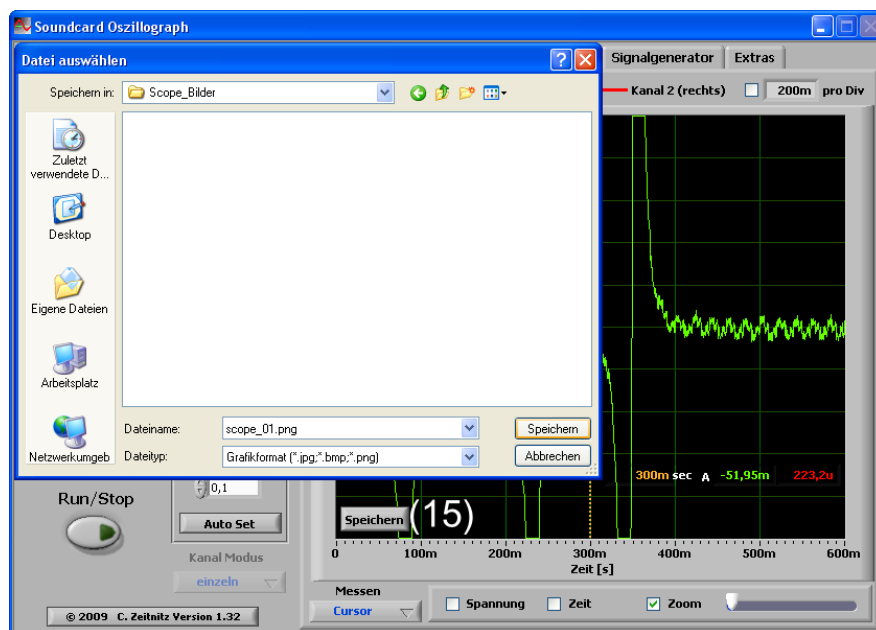 Soundcard Oszillograph
Datei auswählen
Speichern in: Scope_Bilder
Zuletzt
verwendete D...
Desktop
Eigene Dateien
Arbeitsplatz
Netzwerkumgeb
Dateiname: scope_01.png Speichern
Dateityp: Grafikformat (*.jpg;*.bmp;*.png) Abbrechen
Signalgenerator Extras
Kanal 2 (rechts) 200m pro Div
300m sec A -51,95m 223,2u
Run/Stop
0,1
Auto Set
Kanal Modus
einzeln
© 2009 C. Zeitnitz Version 1.32
Speichern (15)
0 100m 200m 300m 400m 500m 600m
Zeit [s]
Messen
Cursor
Spannung Zeit Zoom